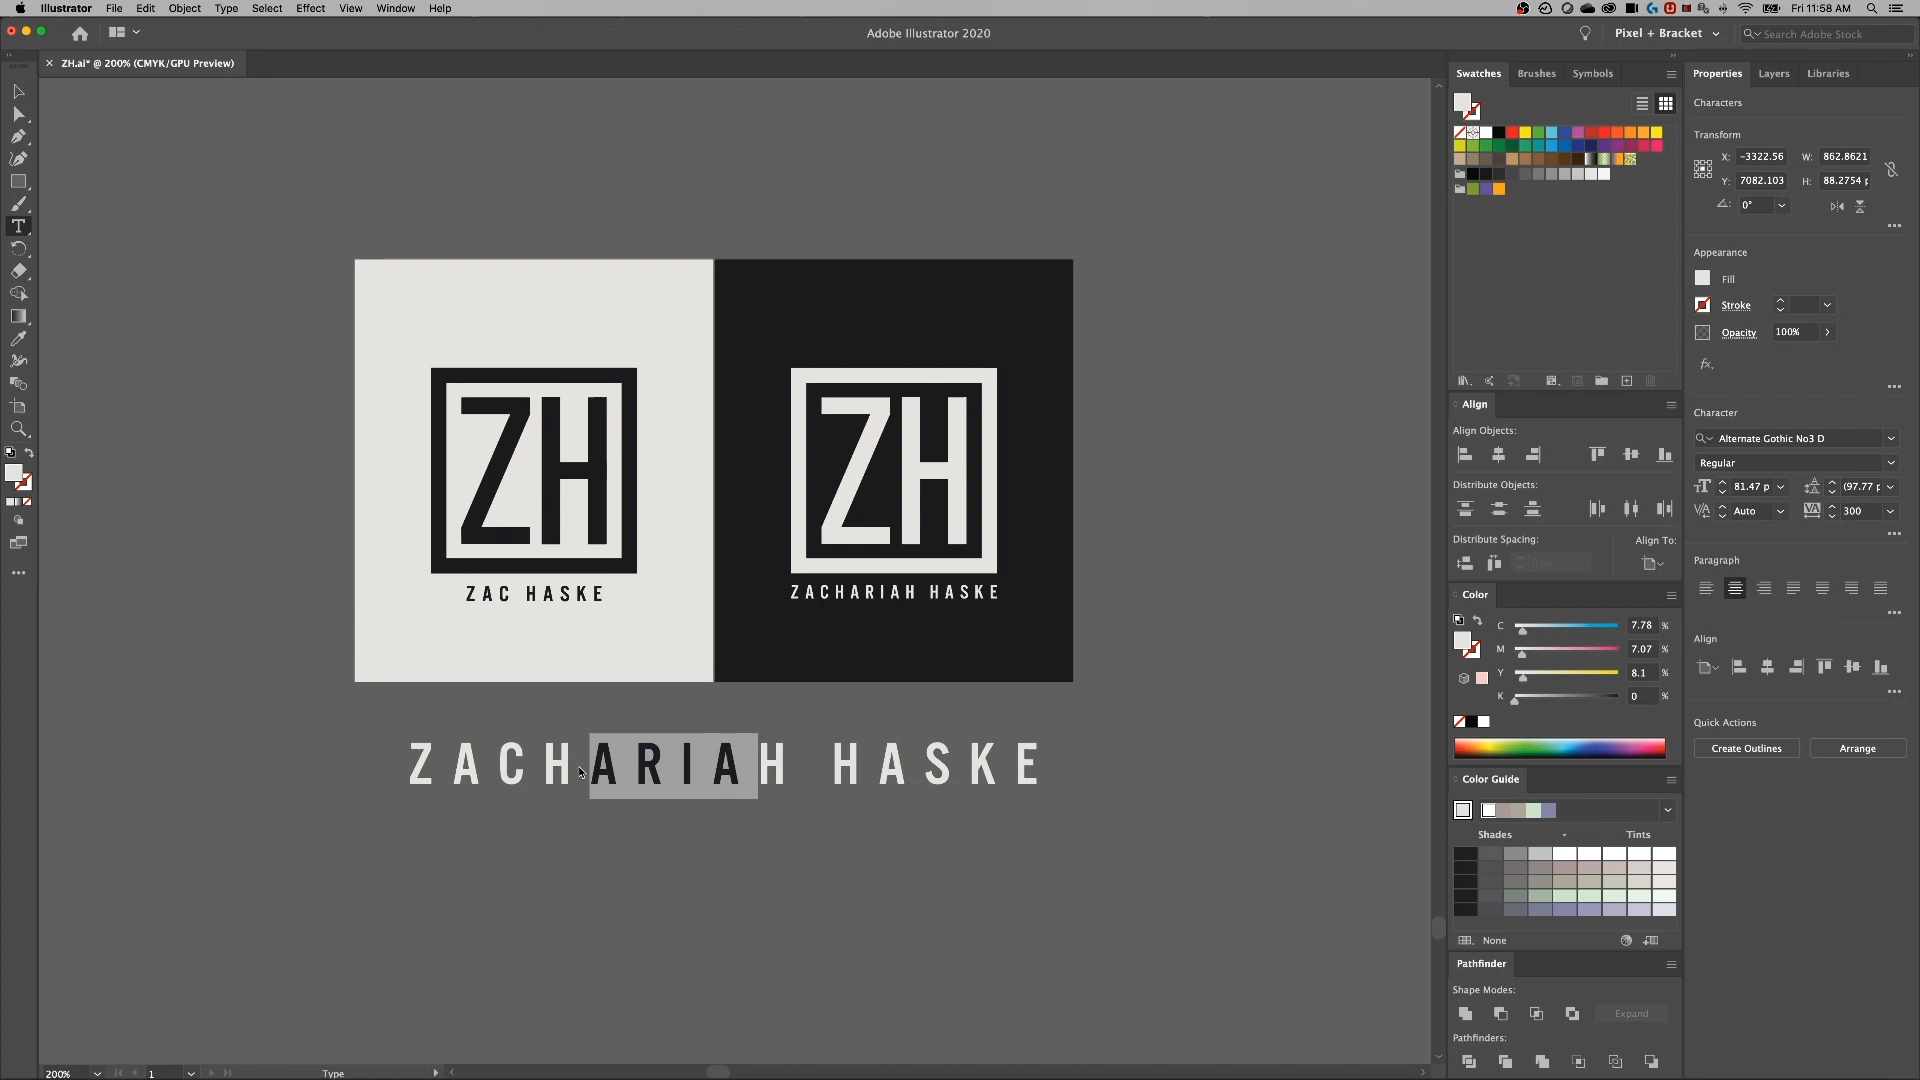 Illustrator File Edit Object Type Select Effect View Window Help
Fri 11:58 AM
Adobe Illustrator 2020
Pixel + Bracket
Search Adobe Stock
× ZH.ai* @ 200% (CMYK/GPU Preview)
Swatches Brushes Symbols
Properties Layers Libraries
Characters
Transform
X: -3322.56 W: 862.8621
Y: 7082.103 H: 88.2754 p
0°
Appearance
Fill
Stroke
Opacity 100%
fx.
Align
Align Objects:
Distribute Objects:
Distribute Spacing: Align To:
Character
Alternate Gothic No3 D
Regular
81.47 p (97.77 p
Auto 300
Paragraph
Align
Quick Actions
Create Outlines Arrange
Color
C 7.78 %
M 7.07 %
Y 8.1 %
K 0 %
Color Guide
Shades Tints
None
Pathfinder
Shape Modes:
Expand
Pathfinders:
ZH
ZAC HASKE
ZH
ZACHARIAH HASKE
ZACHARIAH HASKE
200% 1 Type